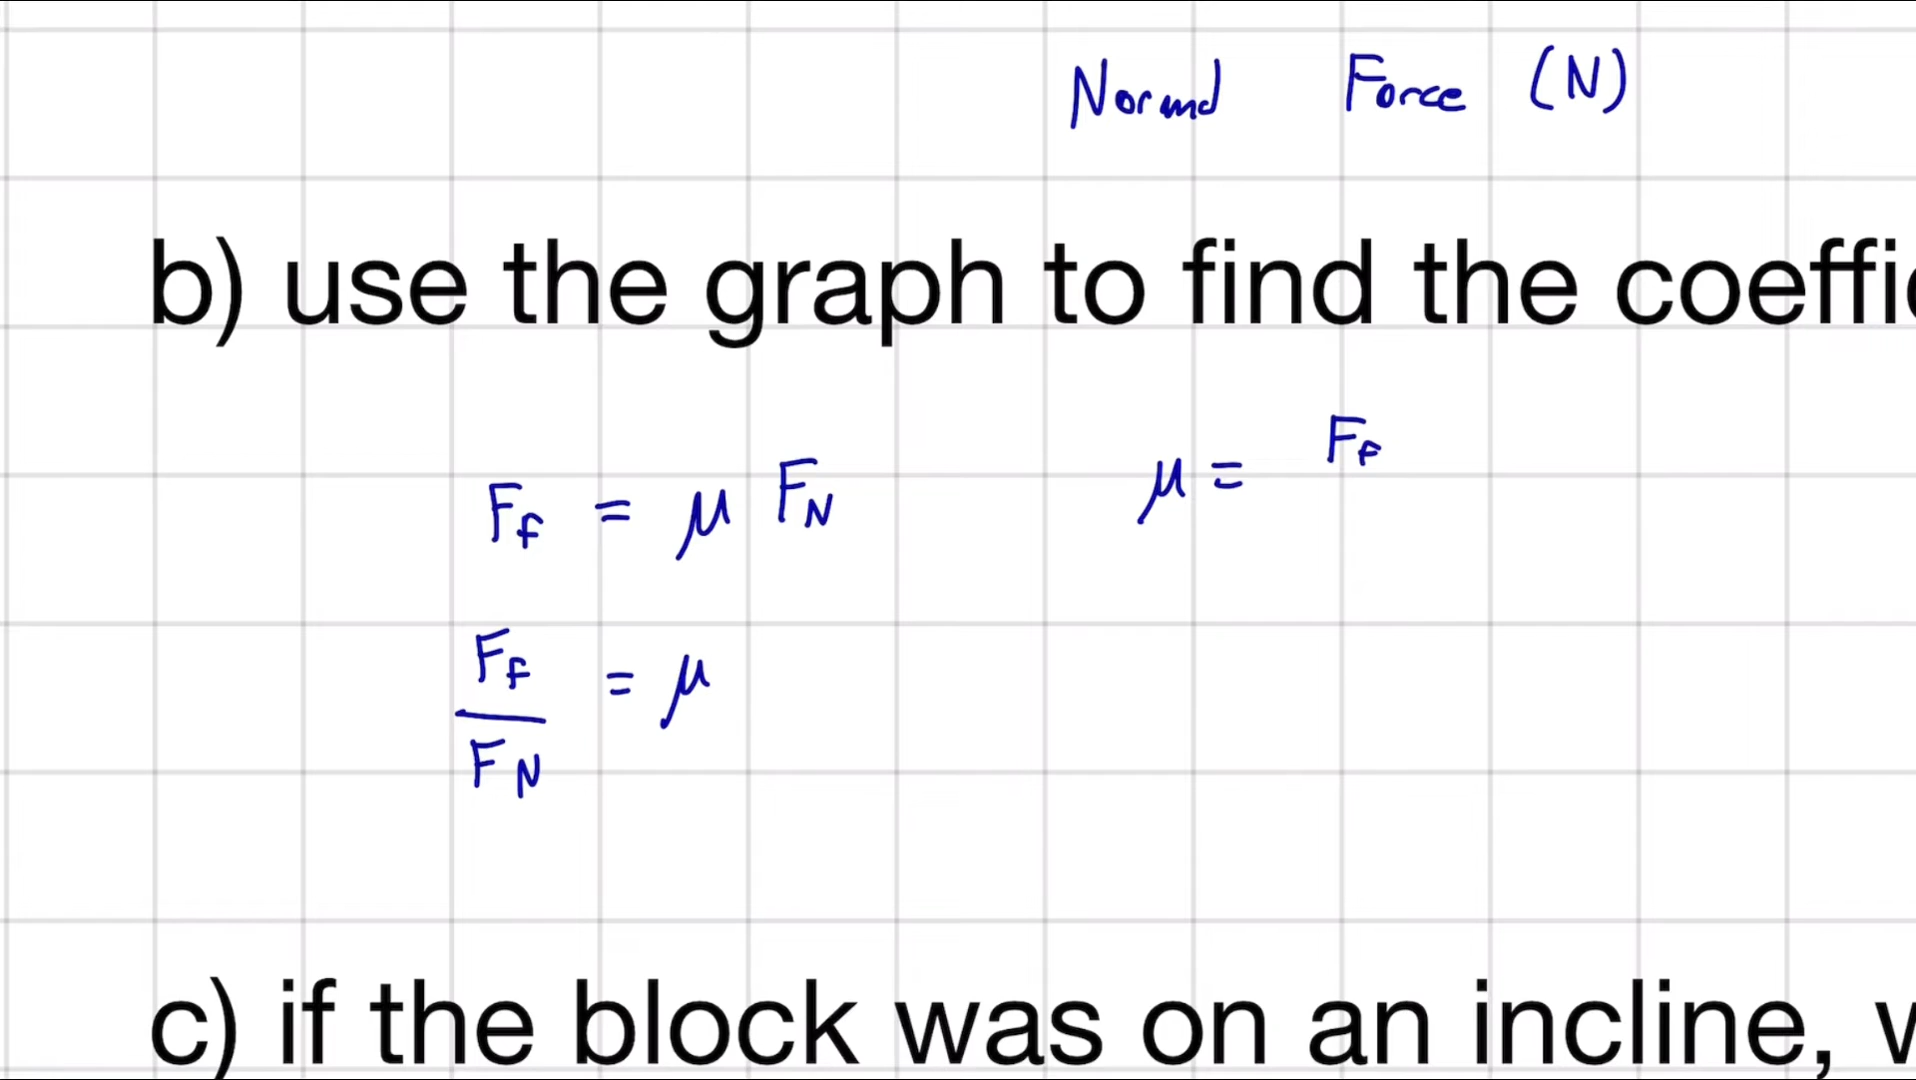 Normal Force (N)
b) use the graph to find the coeffic
F_f = μ F_N
μ = F_f
F_f / F_N = μ
c) if the block was on an incline, w